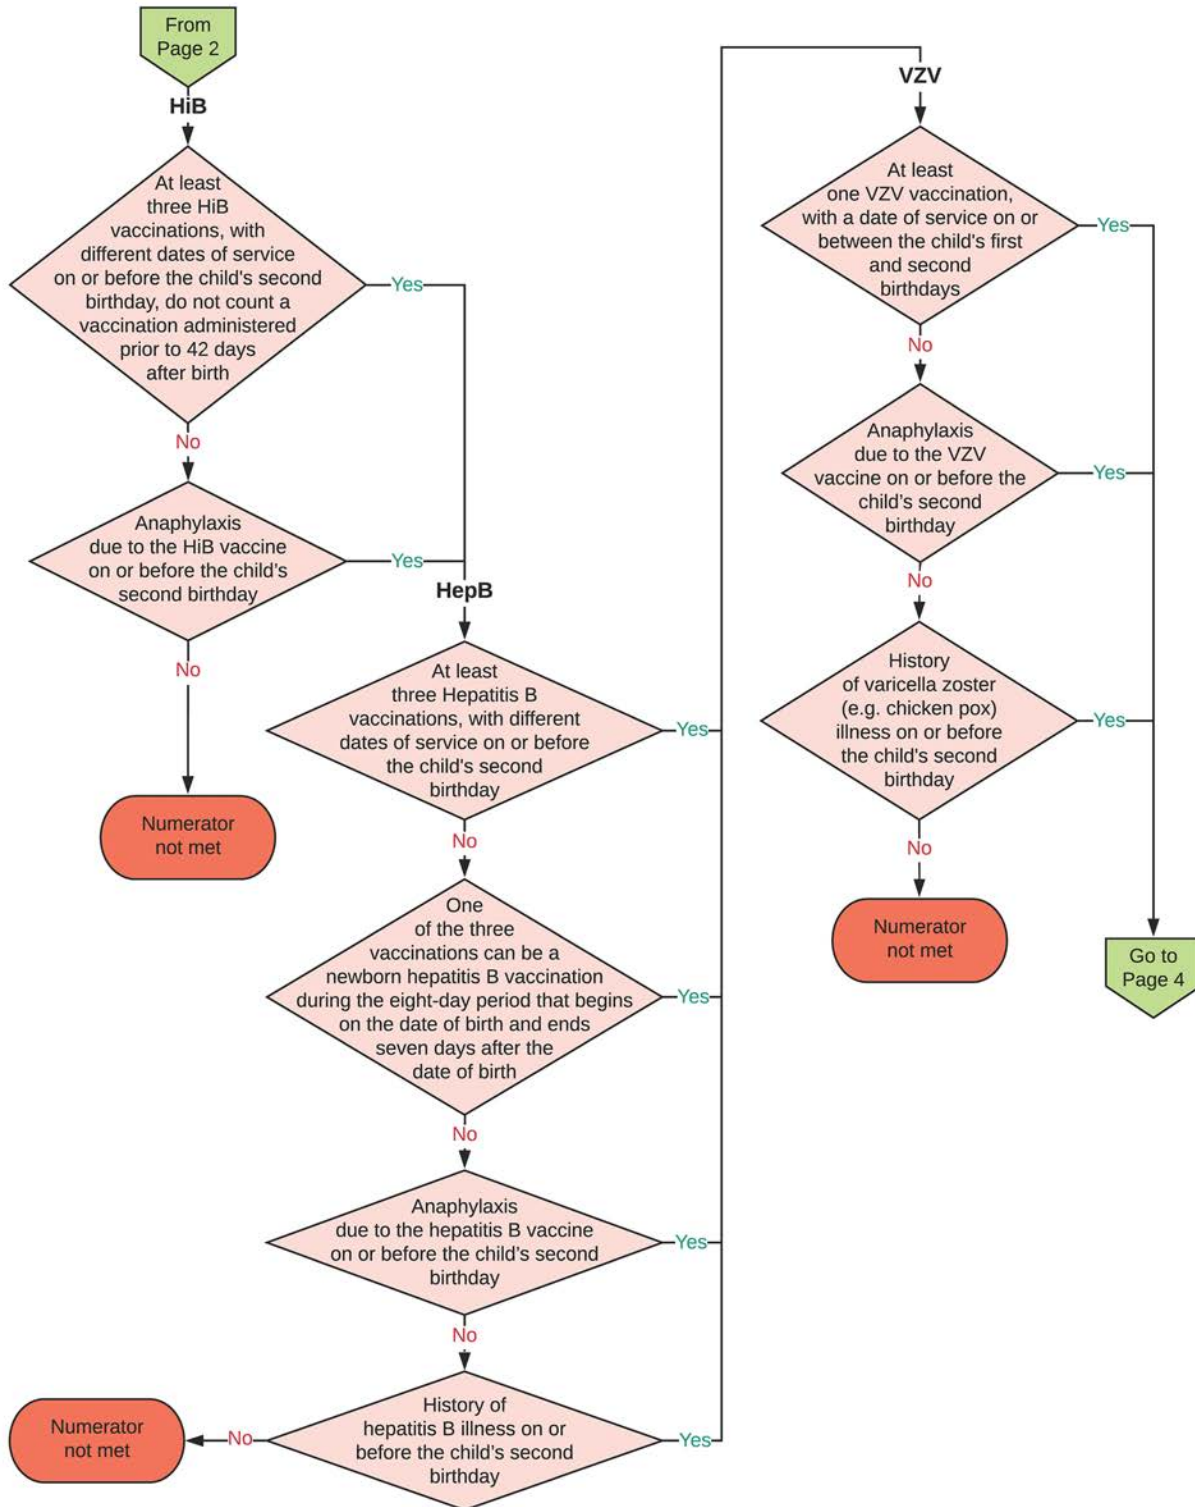 From
Page 2
HiB
At least
three HiB
vaccinations, with
different dates of service
on or before the child's second
birthday, do not count a
vaccination administered
prior to 42 days
after birth
Yes
No
Anaphylaxis
due to the HiB vaccine
on or before the child's
second birthday
Yes
No
Numerator
not met
HepB
At least
three Hepatitis B
vaccinations, with different
dates of service on or before
the child's second
birthday
Yes
No
One
of the three
vaccinations can be a
newborn hepatitis B vaccination
during the eight-day period that begins
on the date of birth and ends
seven days after the
date of birth
Yes
No
Anaphylaxis
due to the hepatitis B vaccine
on or before the child's second
birthday
Yes
No
History of
hepatitis B illness on or
before the child's second
birthday
Yes
No
Numerator
not met
VZV
At least
one VZV vaccination,
with a date of service on or
between the child's first
and second
birthdays
Yes
No
Anaphylaxis
due to the VZV
vaccine on or before the
child's second
birthday
Yes
No
History
of varicella zoster
(e.g. chicken pox)
illness on or before
the child's second
birthday
Yes
No
Numerator
not met
Go to
Page 4